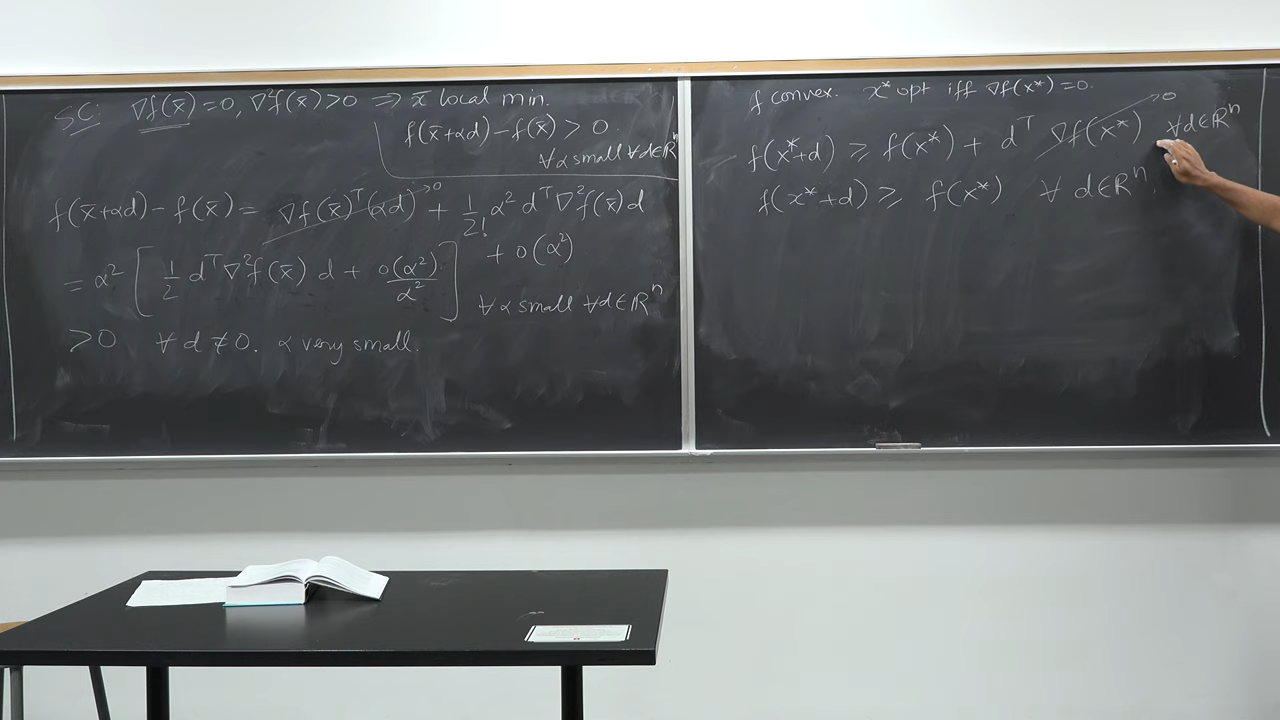 SC: ∇f(x̄)=0, ∇²f(x̄)>0 ⇒ x̄ local min.
f(x̄+αd)-f(x̄) > 0.
∀α small ∀d∈ℝⁿ
f(x̄+αd)-f(x̄) = ∇f(x̄)ᵀ(αd)→0 + 1/2! α² dᵀ∇²f(x̄)d
+ o(α²)
= α² [ 1/2 dᵀ∇²f(x̄) d + o(α²)/α² ]
∀α small ∀d∈ℝⁿ
>0 ∀ d≠0. α very small.
f convex. x* opt iff ∇f(x*)=0.
f(x*+d) ⩾ f(x*) + dᵀ ∇f(x*)→0 ∀d∈ℝⁿ
f(x*+d) ⩾ f(x*) ∀ d∈ℝⁿ.